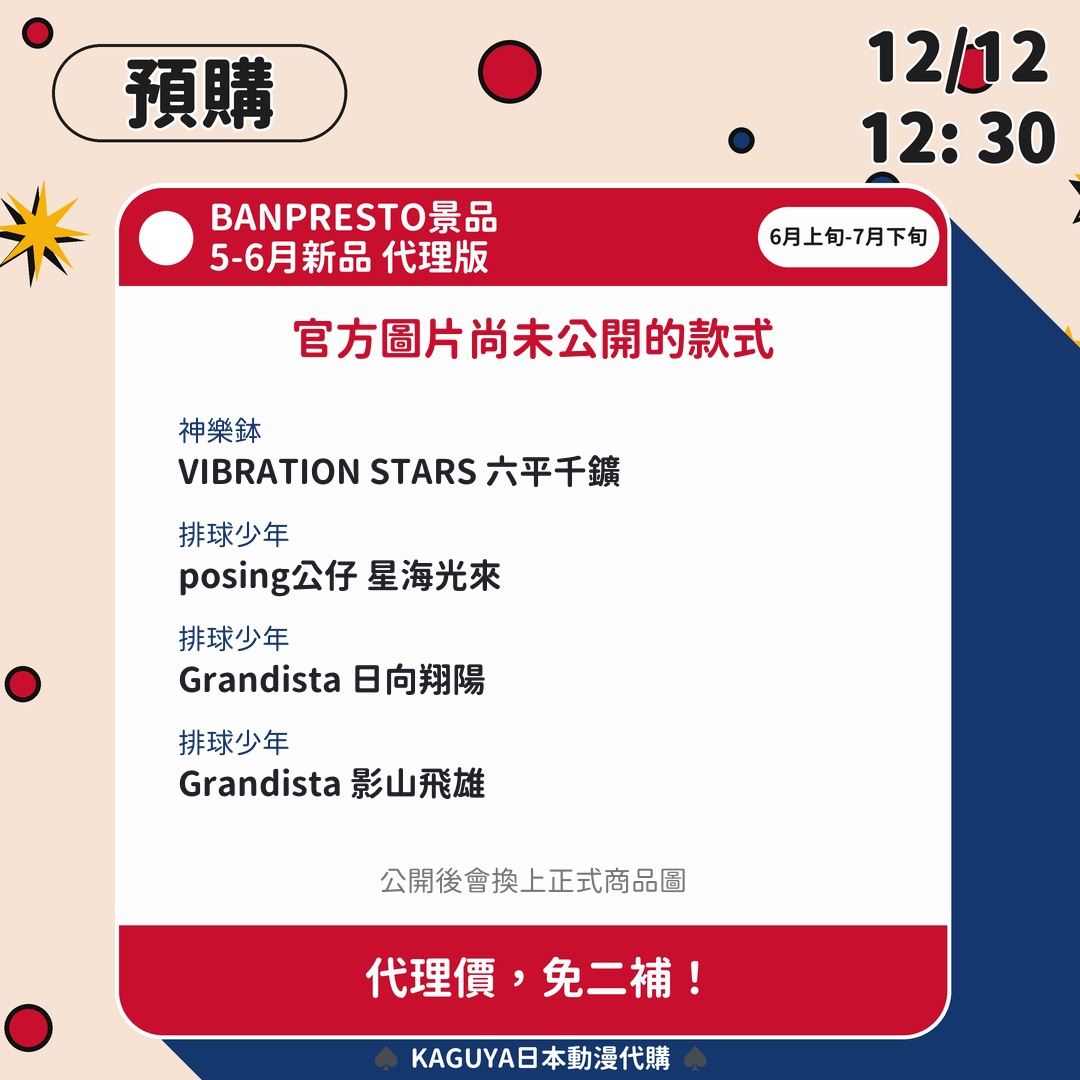 預購
12/12
12: 30
BANPRESTO景品
5-6月新品 代理版
6月上旬-7月下旬
官方圖片尚未公開的款式
神樂鉢
VIBRATION STARS 六平千鑛
排球少年
posing公仔 星海光來
排球少年
Grandista 日向翔陽
排球少年
Grandista 影山飛雄
公開後會換上正式商品圖
代理價，免二補！
♠ KAGUYA日本動漫代購 ♠